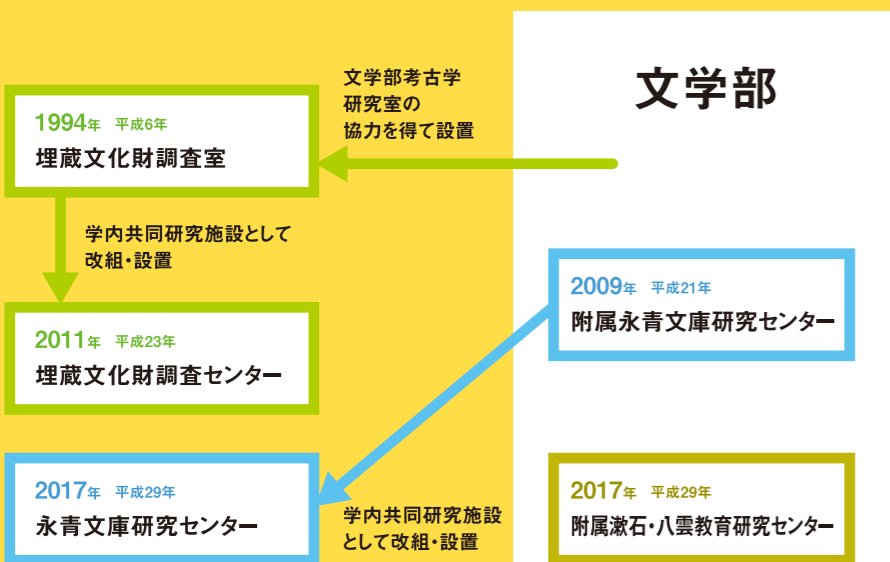 文学部
文学部考古学
研究室の
協力を得て設置
1994年 平成6年
埋蔵文化財調査室
学内共同研究施設として
改組・設置
2011年 平成23年
埋蔵文化財調査センター
2009年 平成21年
附属永青文庫研究センター
2017年 平成29年
永青文庫研究センター
学内共同研究施設
として改組・設置
2017年 平成29年
附属漱石・八雲教育研究センター